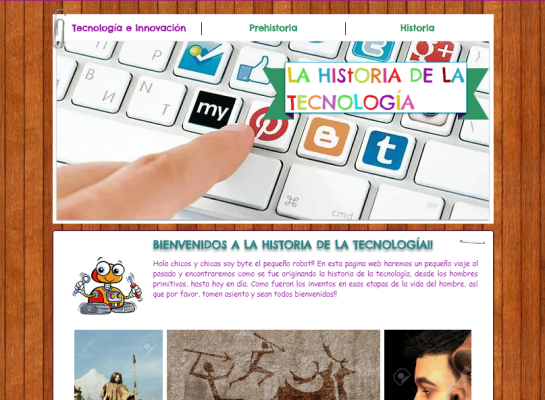 Tecnología e Innovación
Prehistoria
Historia
LA HISTORIA DE LA
TECNOLOGÍA
my
cmd
BIENVENIDOS A LA HISTORIA DE LA TECNOLOGÍA!!
Hola chicos y chicas soy byte el pequeño robot!! En esta pagina web haremos un pequeño viaje al
pasado y encontraremos como se fue originando la historia de la tecnología, desde los hombres
primitivos, hasta hoy en día. Como fueron los inventos en esas etapas de la vida del hombre, asi
que por favor, tomen asiento y sean todos bienvenidos!!